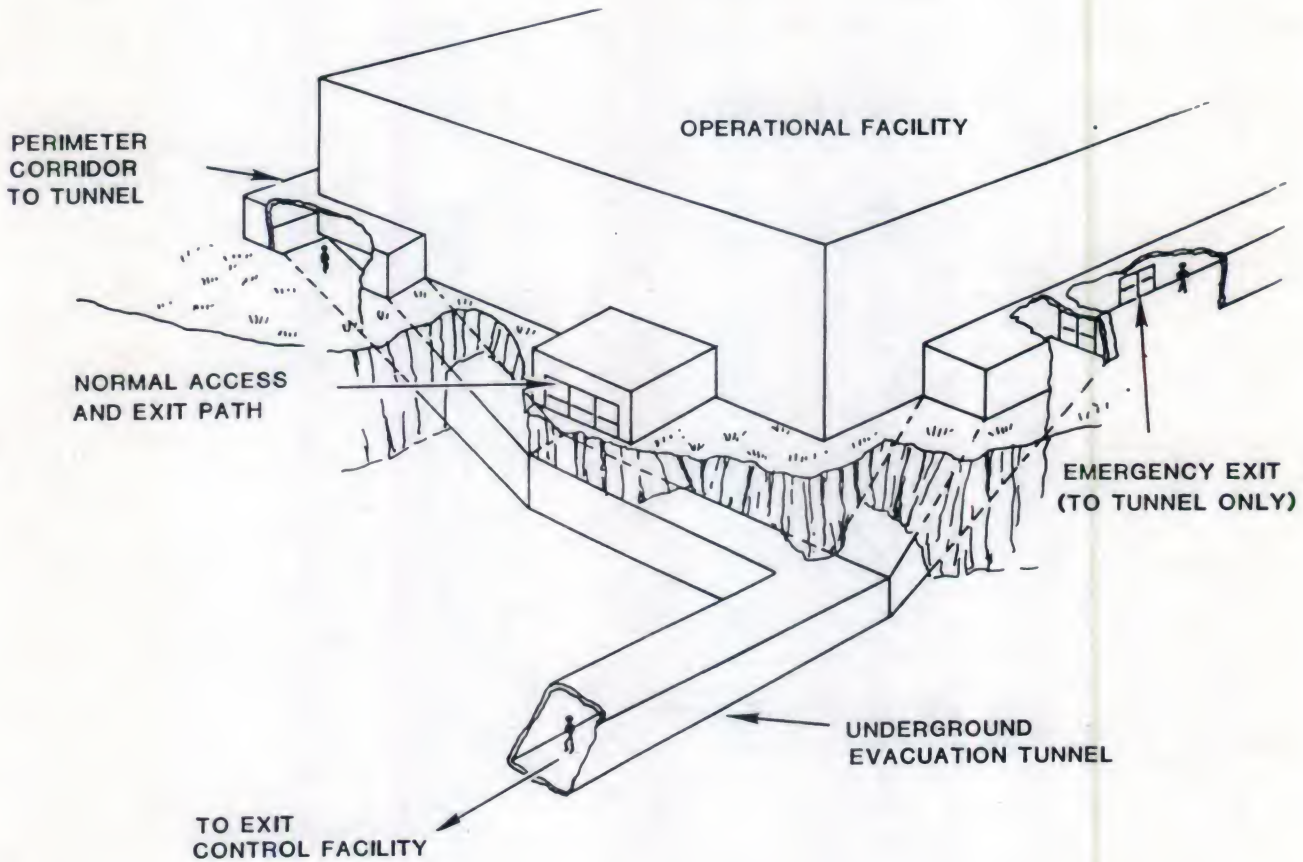 OPERATIONAL FACILITY
PERIMETER
CORRIDOR
TO TUNNEL
NORMAL ACCESS
AND EXIT PATH
EMERGENCY EXIT
(TO TUNNEL ONLY)
UNDERGROUND
EVACUATION TUNNEL
TO EXIT
CONTROL FACILITY